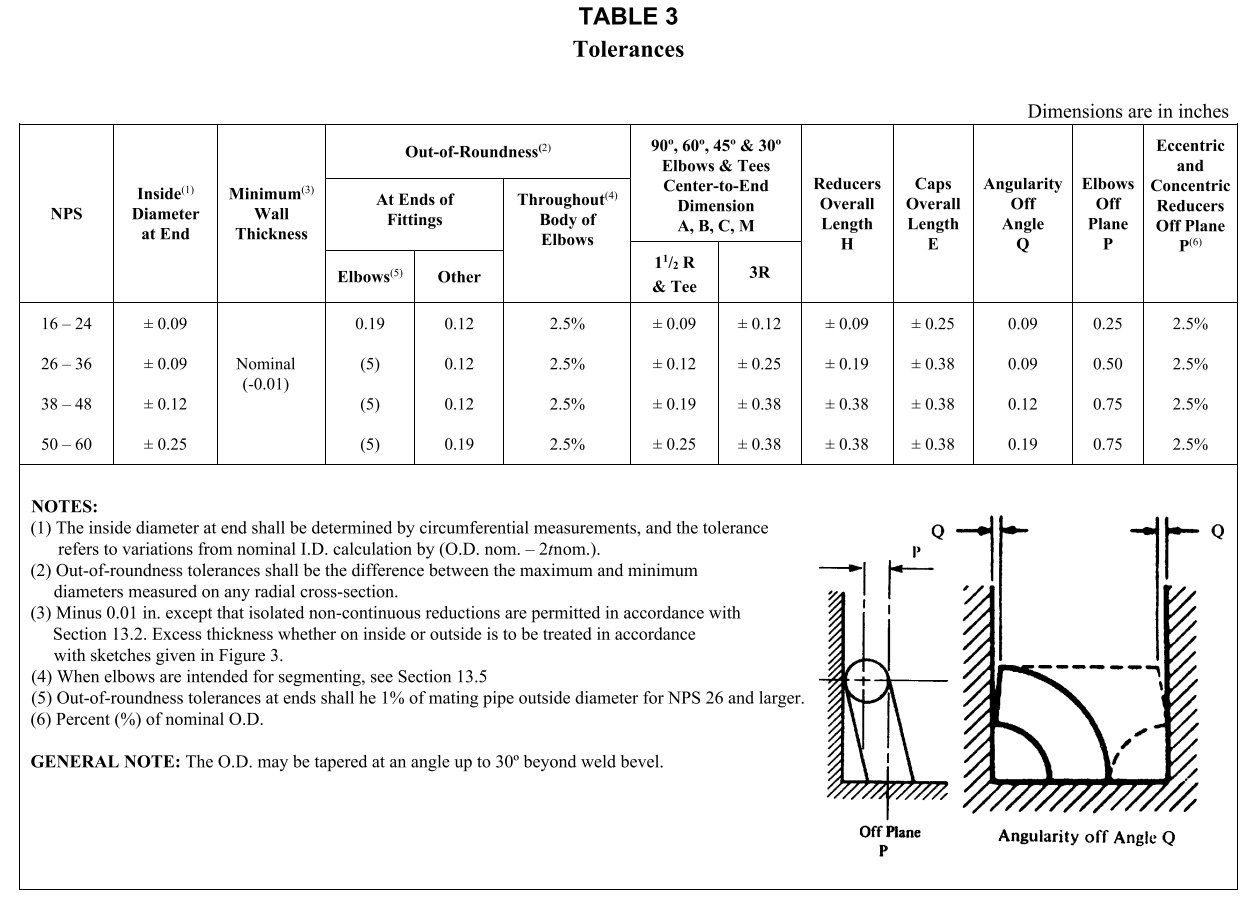 TABLE 3
Tolerances
Dimensions are in inches
NPS
Inside(1)
Diameter
at End
Minimum(3)
Wall
Thickness
Out-of-Roundness(2)
At Ends of
Fittings
Elbows(5)
Other
Throughout(4)
Body of
Elbows
90º, 60º, 45º & 30º
Elbows & Tees
Center-to-End
Dimension
A, B, C, M
1 1/2 R
& Tee
3R
Reducers
Overall
Length
H
Caps
Overall
Length
E
Angularity
Off
Angle
Q
Elbows
Off
Plane
P
Eccentric
and
Concentric
Reducers
Off Plane
P(6)
16 – 24 ± 0.09 0.19 0.12 2.5% ± 0.09 ± 0.12 ± 0.09 ± 0.25 0.09 0.25 2.5%
26 – 36 ± 0.09 Nominal (5) 0.12 2.5% ± 0.12 ± 0.25 ± 0.19 ± 0.38 0.09 0.50 2.5%
(-0.01)
38 – 48 ± 0.12 (5) 0.12 2.5% ± 0.19 ± 0.38 ± 0.38 ± 0.38 0.12 0.75 2.5%
50 – 60 ± 0.25 (5) 0.19 2.5% ± 0.25 ± 0.38 ± 0.38 ± 0.38 0.19 0.75 2.5%
NOTES:
(1) The inside diameter at end shall be determined by circumferential measurements, and the tolerance
refers to variations from nominal I.D. calculation by (O.D. nom. – 2tnom.).
(2) Out-of-roundness tolerances shall be the difference between the maximum and minimum
diameters measured on any radial cross-section.
(3) Minus 0.01 in. except that isolated non-continuous reductions are permitted in accordance with
Section 13.2. Excess thickness whether on inside or outside is to be treated in accordance
with sketches given in Figure 3.
(4) When elbows are intended for segmenting, see Section 13.5
(5) Out-of-roundness tolerances at ends shall he 1% of mating pipe outside diameter for NPS 26 and larger.
(6) Percent (%) of nominal O.D.
GENERAL NOTE: The O.D. may be tapered at an angle up to 30º beyond weld bevel.
P
Off Plane
P
Q
Q
Angularity off Angle Q